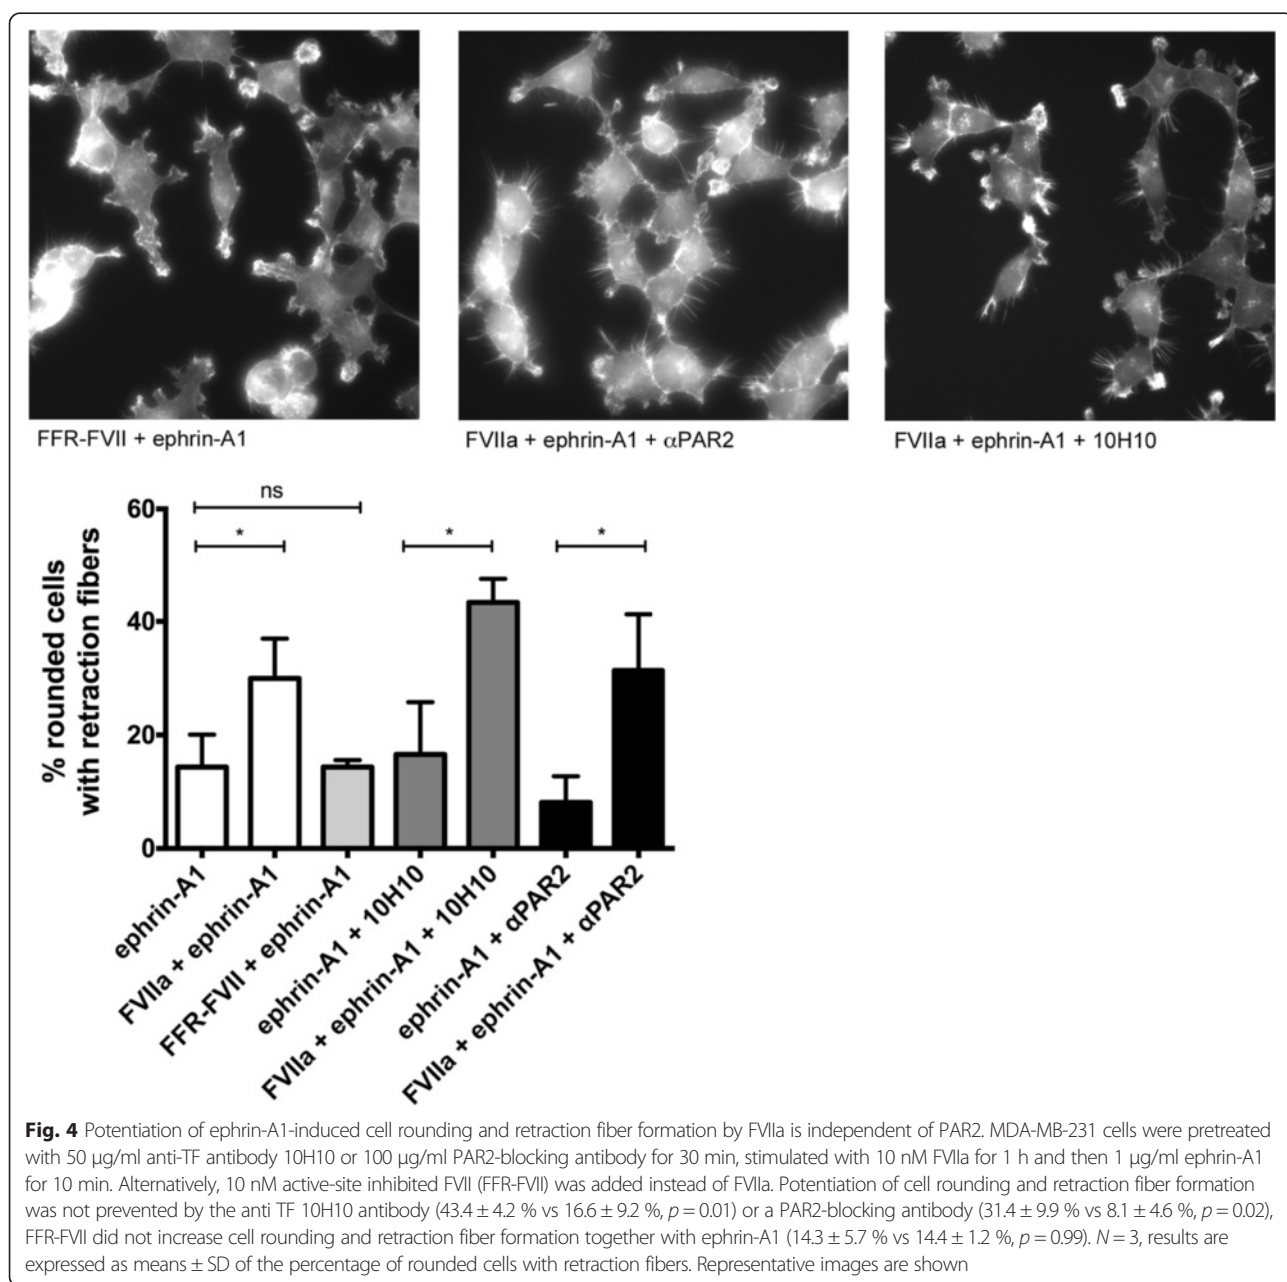 FFR-FVII + ephrin-A1
FVIIa + ephrin-A1 + αPAR2
FVIIa + ephrin-A1 + 10H10
ns
*
*
*
60
40
20
0
% rounded cells
with retraction fibers
ephrin-A1
FVIIa + ephrin-A1
FFR-FVII + ephrin-A1
ephrin-A1 + 10H10
FVIIa + ephrin-A1 + 10H10
ephrin-A1 + αPAR2
FVIIa + ephrin-A1 + αPAR2
Fig. 4 Potentiation of ephrin-A1-induced cell rounding and retraction fiber formation by FVIIa is independent of PAR2. MDA-MB-231 cells were pretreated
with 50 μg/ml anti-TF antibody 10H10 or 100 μg/ml PAR2-blocking antibody for 30 min, stimulated with 10 nM FVIIa for 1 h and then 1 μg/ml ephrin-A1
for 10 min. Alternatively, 10 nM active-site inhibited FVII (FFR-FVII) was added instead of FVIIa. Potentiation of cell rounding and retraction fiber formation
was not prevented by the anti TF 10H10 antibody (43.4 ± 4.2 % vs 16.6 ± 9.2 %, p = 0.01) or a PAR2-blocking antibody (31.4 ± 9.9 % vs 8.1 ± 4.6 %, p = 0.02),
FFR-FVII did not increase cell rounding and retraction fiber formation together with ephrin-A1 (14.3 ± 5.7 % vs 14.4 ± 1.2 %, p = 0.99). N = 3, results are
expressed as means ± SD of the percentage of rounded cells with retraction fibers. Representative images are shown